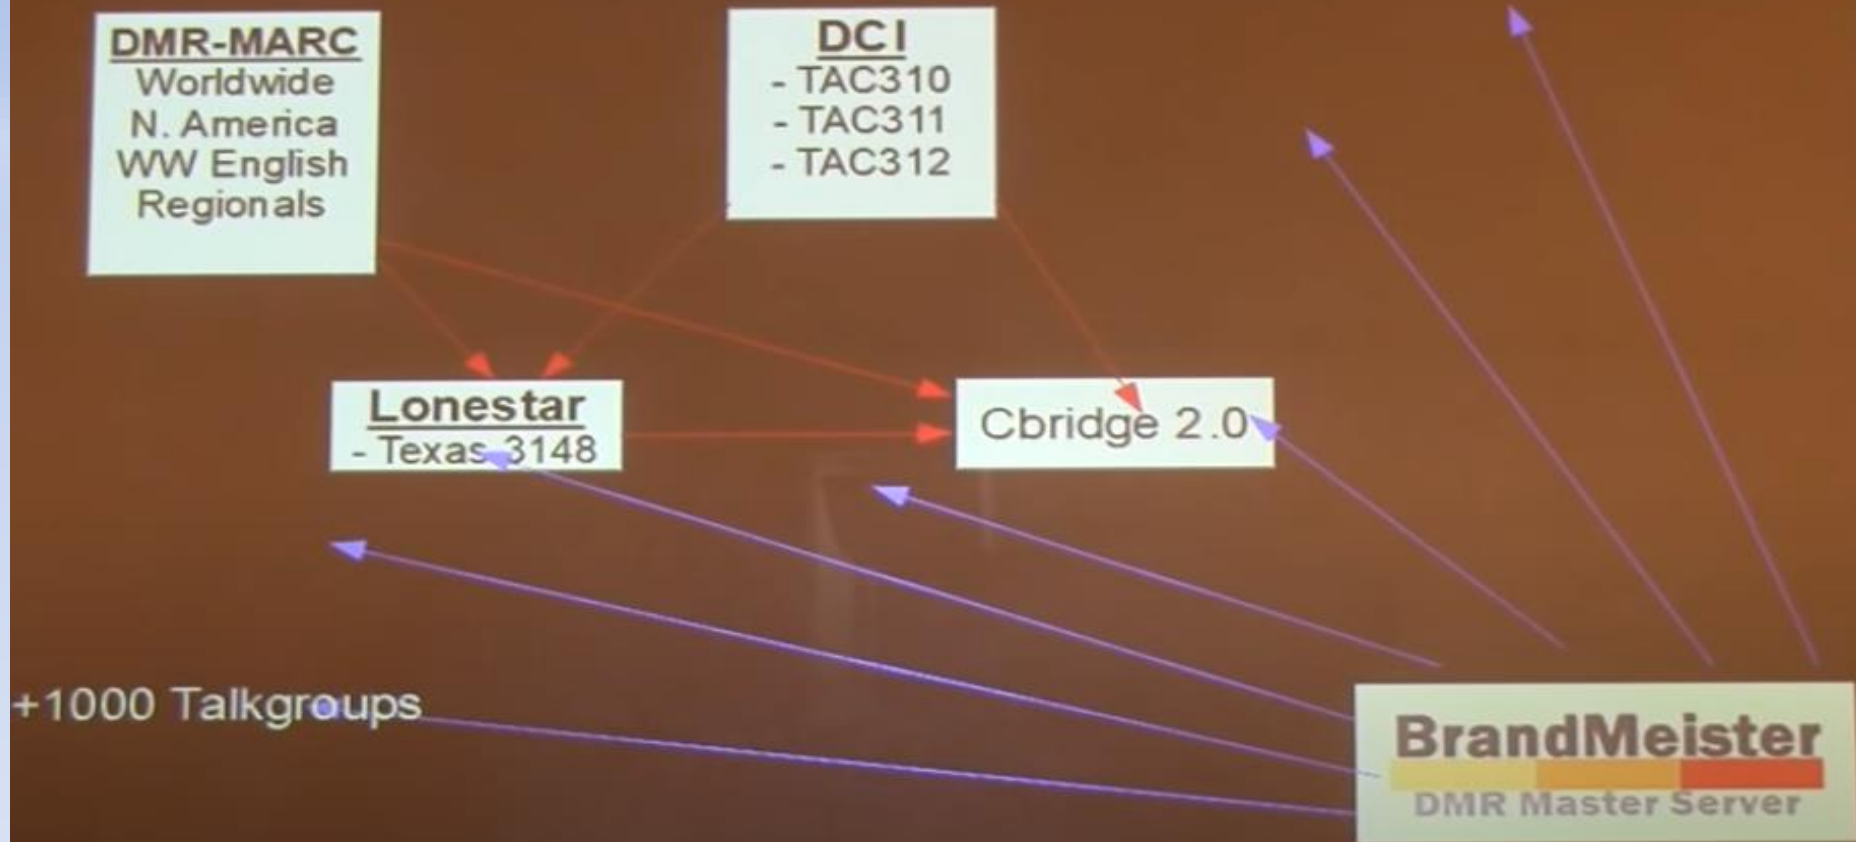 DMR-MARC
Worldwide
N. America
WW English
Regionals
DCI
- TAC310
- TAC311
- TAC312
Lonestar
- Texas 3148
Cbridge 2.0
+1000 Talkgroups
BrandMeister
DMR Master Server